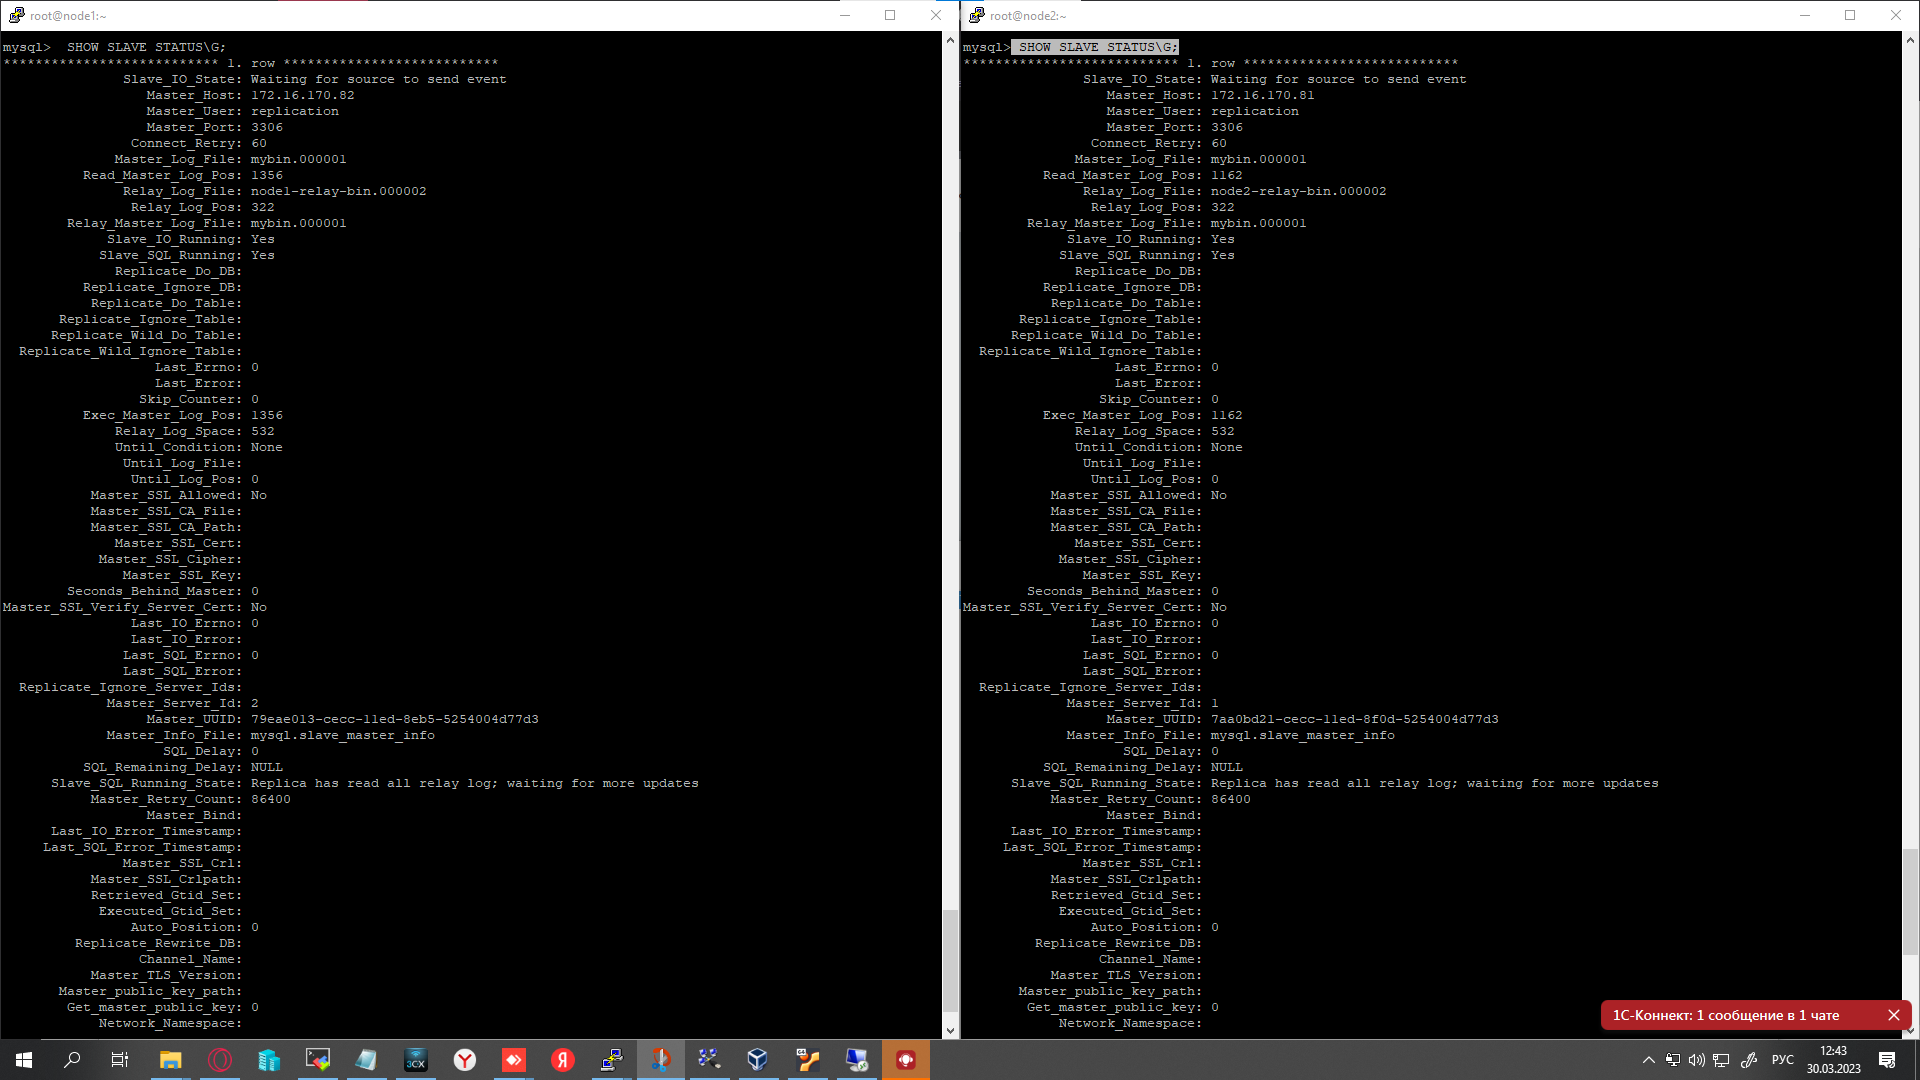 root@node1:~
mysql>  SHOW SLAVE STATUS\G;
*************************** 1. row ***************************
Slave_IO_State: Waiting for source to send event
Master_Host: 172.16.170.82
Master_User: replication
Master_Port: 3306
Connect_Retry: 60
Master_Log_File: mybin.000001
Read_Master_Log_Pos: 1356
Relay_Log_File: node1-relay-bin.000002
Relay_Log_Pos: 322
Relay_Master_Log_File: mybin.000001
Slave_IO_Running: Yes
Slave_SQL_Running: Yes
Replicate_Do_DB:
Replicate_Ignore_DB:
Replicate_Do_Table:
Replicate_Ignore_Table:
Replicate_Wild_Do_Table:
Replicate_Wild_Ignore_Table:
Last_Errno: 0
Last_Error:
Skip_Counter: 0
Exec_Master_Log_Pos: 1356
Relay_Log_Space: 532
Until_Condition: None
Until_Log_File:
Until_Log_Pos: 0
Master_SSL_Allowed: No
Master_SSL_CA_File:
Master_SSL_CA_Path:
Master_SSL_Cert:
Master_SSL_Cipher:
Master_SSL_Key:
Seconds_Behind_Master: 0
Master_SSL_Verify_Server_Cert: No
Last_IO_Errno: 0
Last_IO_Error:
Last_SQL_Errno: 0
Last_SQL_Error:
Replicate_Ignore_Server_Ids:
Master_Server_Id: 2
Master_UUID: 79eae013-cecc-11ed-8eb5-5254004d77d3
Master_Info_File: mysql.slave_master_info
SQL_Delay: 0
SQL_Remaining_Delay: NULL
Slave_SQL_Running_State: Replica has read all relay log; waiting for more updates
Master_Retry_Count: 86400
Master_Bind:
Last_IO_Error_Timestamp:
Last_SQL_Error_Timestamp:
Master_SSL_Crl:
Master_SSL_Crlpath:
Retrieved_Gtid_Set:
Executed_Gtid_Set:
Auto_Position: 0
Replicate_Rewrite_DB:
Channel_Name:
Master_TLS_Version:
Master_public_key_path:
Get_master_public_key: 0
Network_Namespace:
root@node2:~
mysql> SHOW SLAVE STATUS\G;
*************************** 1. row ***************************
Slave_IO_State: Waiting for source to send event
Master_Host: 172.16.170.81
Master_User: replication
Master_Port: 3306
Connect_Retry: 60
Master_Log_File: mybin.000001
Read_Master_Log_Pos: 1162
Relay_Log_File: node2-relay-bin.000002
Relay_Log_Pos: 322
Relay_Master_Log_File: mybin.000001
Slave_IO_Running: Yes
Slave_SQL_Running: Yes
Replicate_Do_DB:
Replicate_Ignore_DB:
Replicate_Do_Table:
Replicate_Ignore_Table:
Replicate_Wild_Do_Table:
Replicate_Wild_Ignore_Table:
Last_Errno: 0
Last_Error:
Skip_Counter: 0
Exec_Master_Log_Pos: 1162
Relay_Log_Space: 532
Until_Condition: None
Until_Log_File:
Until_Log_Pos: 0
Master_SSL_Allowed: No
Master_SSL_CA_File:
Master_SSL_CA_Path:
Master_SSL_Cert:
Master_SSL_Cipher:
Master_SSL_Key:
Seconds_Behind_Master: 0
Master_SSL_Verify_Server_Cert: No
Last_IO_Errno: 0
Last_IO_Error:
Last_SQL_Errno: 0
Last_SQL_Error:
Replicate_Ignore_Server_Ids:
Master_Server_Id: 1
Master_UUID: 7aa0bd21-cecc-11ed-8f0d-5254004d77d3
Master_Info_File: mysql.slave_master_info
SQL_Delay: 0
SQL_Remaining_Delay: NULL
Slave_SQL_Running_State: Replica has read all relay log; waiting for more updates
Master_Retry_Count: 86400
Master_Bind:
Last_IO_Error_Timestamp:
Last_SQL_Error_Timestamp:
Master_SSL_Crl:
Master_SSL_Crlpath:
Retrieved_Gtid_Set:
Executed_Gtid_Set:
Auto_Position: 0
Replicate_Rewrite_DB:
Channel_Name:
Master_TLS_Version:
Master_public_key_path:
Get_master_public_key: 0
Network_Namespace:
1С-Коннект: 1 сообщение в 1 чате
3CX
Y
Я
64
РУС
12:43
30.03.2023